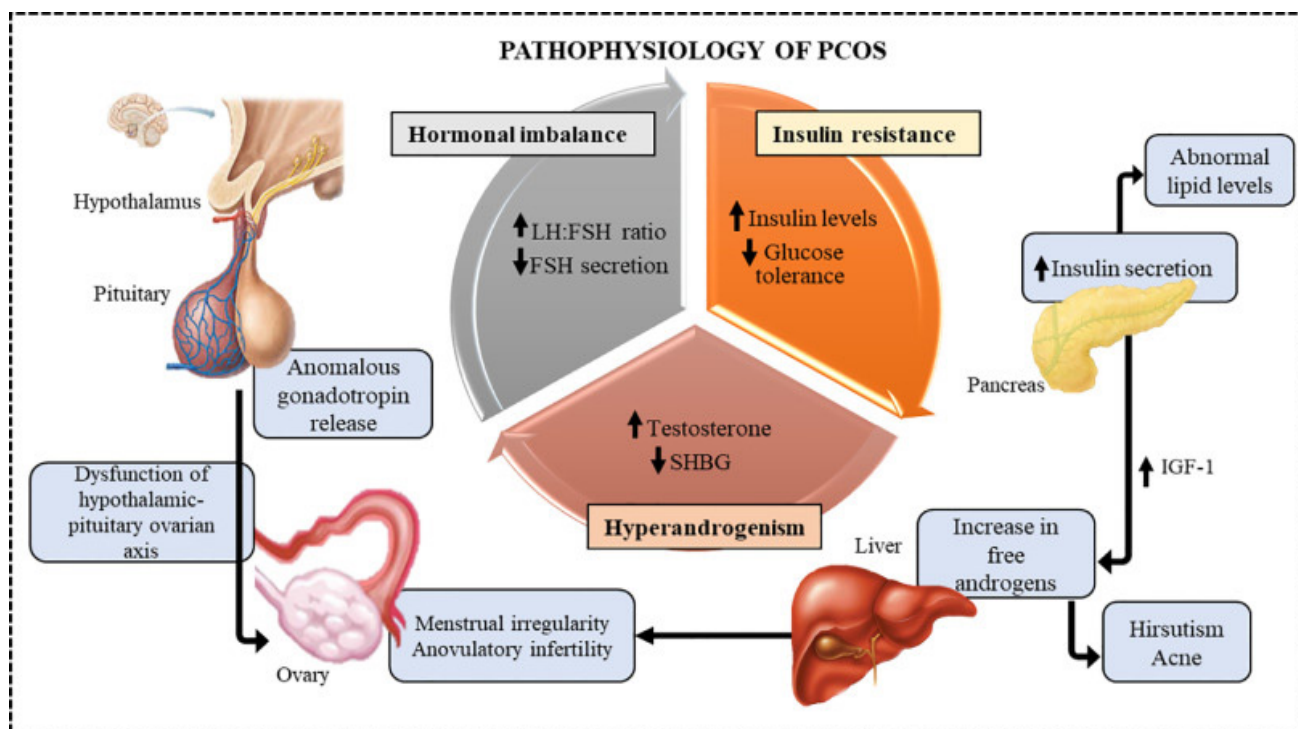 PATHOPHYSIOLOGY OF PCOS
Hormonal imbalance
Insulin resistance
Abnormal
lipid levels
Hypothalamus
LH:FSH ratio
FSH secretion
Insulin levels
Glucose
tolerance
Insulin secretion
Pituitary
Pancreas
Anomalous
gonadotropin
release
Testosterone
SHBG
IGF-1
Dysfunction of
hypothalamic-
pituitary ovarian
axis
Hyperandrogenism
Liver
Increase in
free
androgens
Menstrual irregularity
Anovulatory infertility
Hirsutism
Acne
Ovary